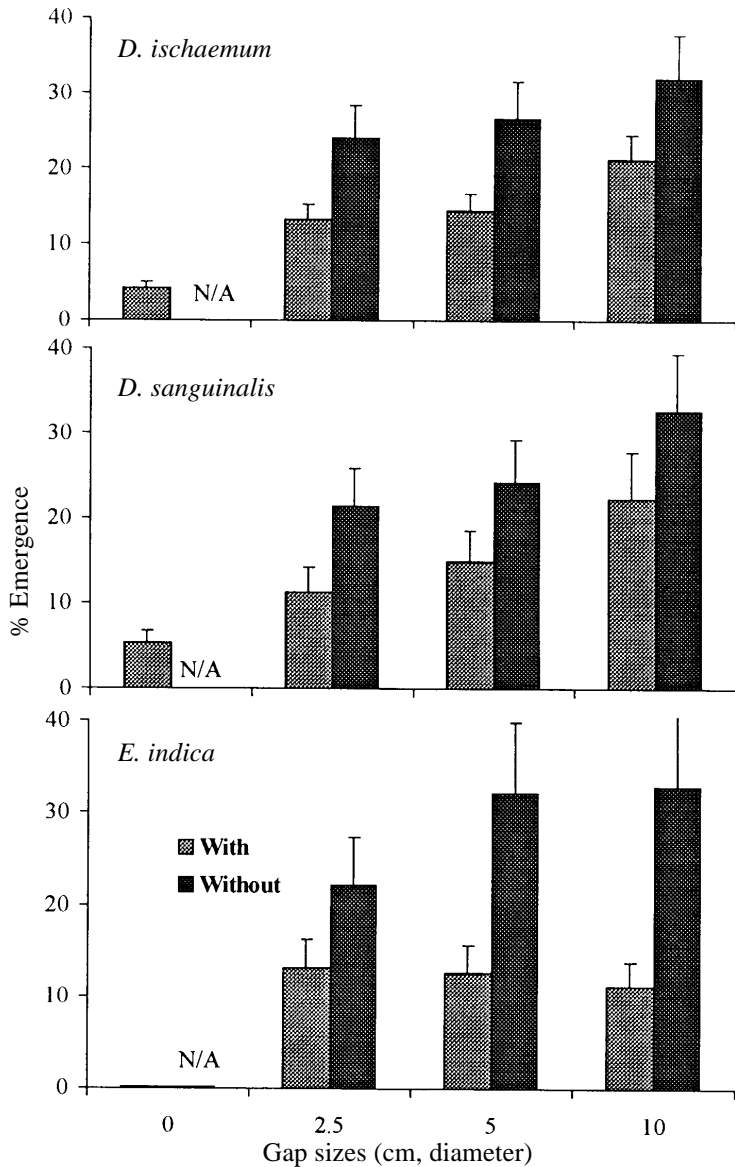 40
D. ischaemum
30
20
10
N/A
0
40
D. sanguinalis
30
20
10
N/A
0
% Emergence
40
E. indica
30
With
Without
20
10
N/A
0
0 2.5 5 10
Gap sizes (cm, diameter)